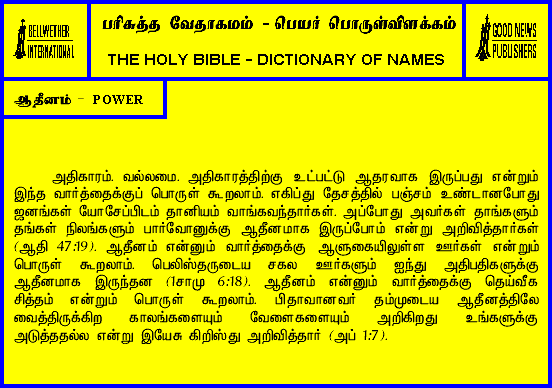 BELLWETHER
INTERNATIONAL
பரிசுத்த வேதாகமம் - பெயர் பொருள்விளக்கம்
THE HOLY BIBLE - DICTIONARY OF NAMES
GOOD NEWS
PUBLISHERS
ஆதீனம் - POWER
அதிகாரம். வல்லமை. அதிகாரத்திற்கு உட்பட்டு ஆதரவாக இருப்பது என்றும்
இந்த வார்த்தைக்குப் பொருள் கூறலாம். எகிப்து தேசத்தில் பஞ்சம் உண்டானபோது
ஜனங்கள் யோசேப்பிடம் தானியம் வாங்கவந்தார்கள். அப்போது அவர்கள் தாங்களும்
தங்கள் நிலங்களும் பார்வோனுக்கு ஆதீனமாக இருப்போம் என்று அறிவித்தார்கள்
(ஆதி 47:19). ஆதீனம் என்னும் வார்த்தைக்கு ஆளுகையிலுள்ள ஊர்கள் என்றும்
பொருள் கூறலாம். பெலிஸ்தருடைய சகல ஊர்களும் ஐந்து அதிபதிகளுக்கு
ஆதீனமாக இருந்தன (1சாமு 6:18). ஆதீனம் என்னும் வார்த்தைக்கு தெய்வீக
சித்தம் என்றும் பொருள் கூறலாம். பிதாவானவர் தம்முடைய ஆதீனத்திலே
வைத்திருக்கிற காலங்களையும் வேளைகளையும் அறிகிறது உங்களுக்கு
அடுத்ததல்ல என்று இயேசு கிறிஸ்து அறிவித்தார் (அப் 1:7).